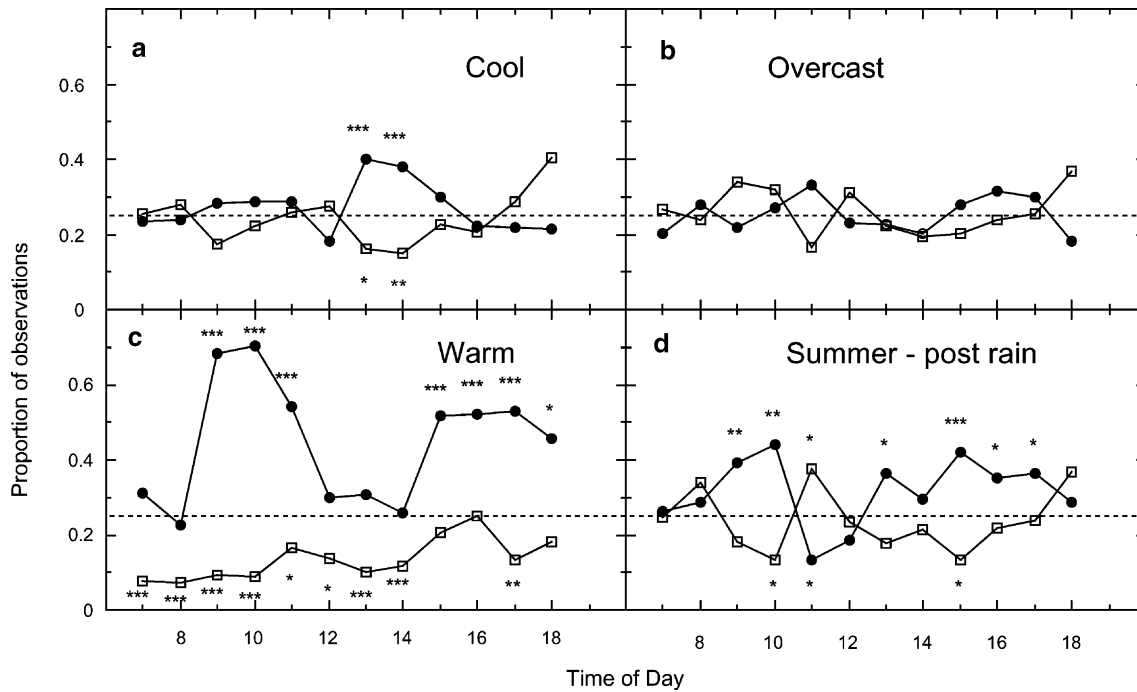 a
Cool
b
Overcast
0.6
0.4
*** ***
0.2
* **
0
c
Warm
d
Summer - post rain
*** ***
***
*** *** ***
*
** ** * * *** * *
0.6
0.4
0.2
*** *** *** *** * * *** *** **
* * *
0
8 10 12 14 16 18 8 10 12 14 16 18
Proportion of observations
Time of Day